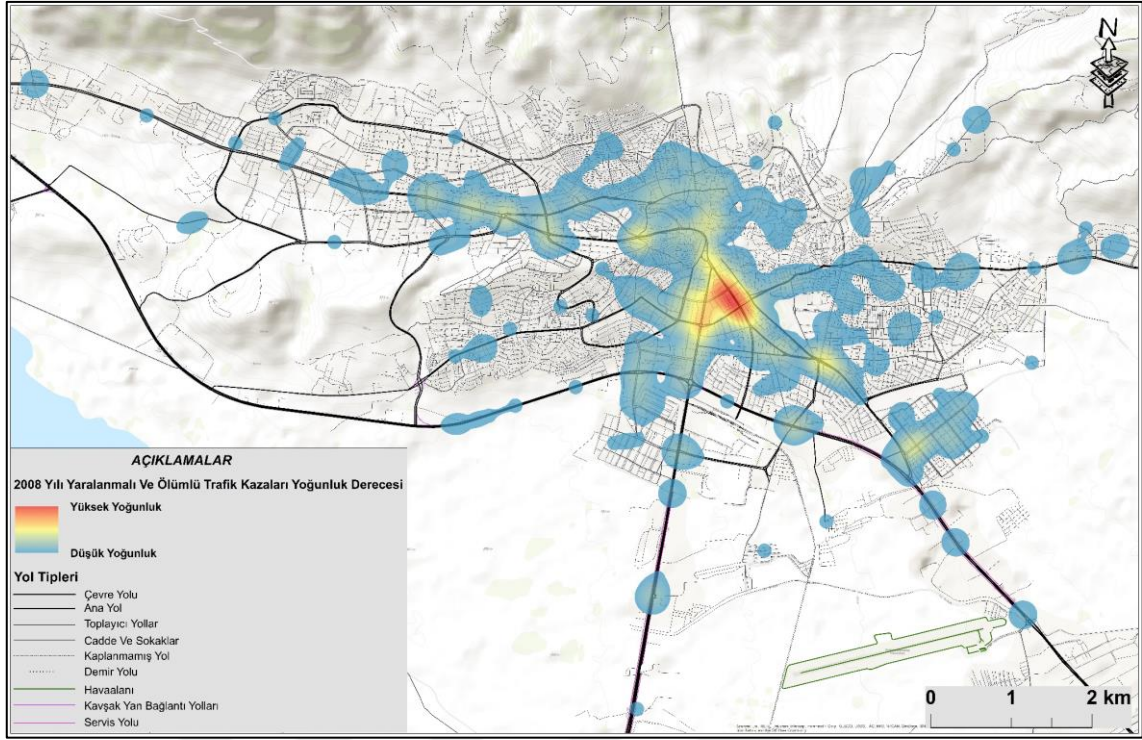 N
AÇIKLAMALAR
2008 Yılı Yaralanmalı Ve Ölümlü Trafik Kazaları Yoğunluk Derecesi
Yüksek Yoğunluk
Düşük Yoğunluk
Yol Tipleri
Çevre Yolu
Ana Yol
Toplayıcı Yollar
Cadde Ve Sokaklar
Kaplanmamış Yol
Demir Yolu
Havaalanı
Kavşak Yan Bağlantı Yolları
Servis Yolu
0 1 2 km